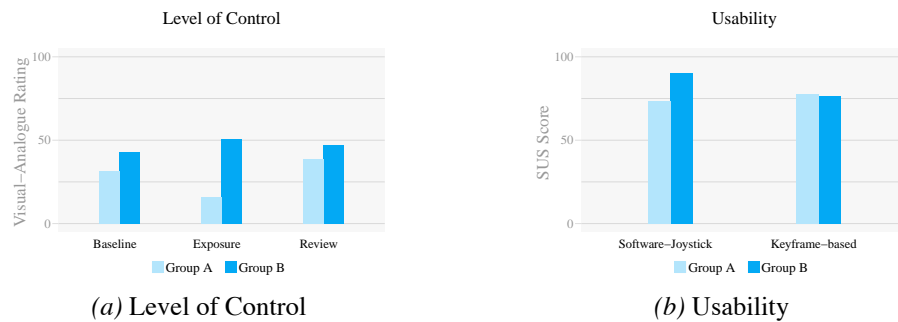 Level of Control
Visual−Analogue Rating
100
50
0
Baseline Exposure Review
Group A Group B
(a) Level of Control
Usability
SUS Score
100
50
0
Software−Joystick Keyframe−based
Group A Group B
(b) Usability